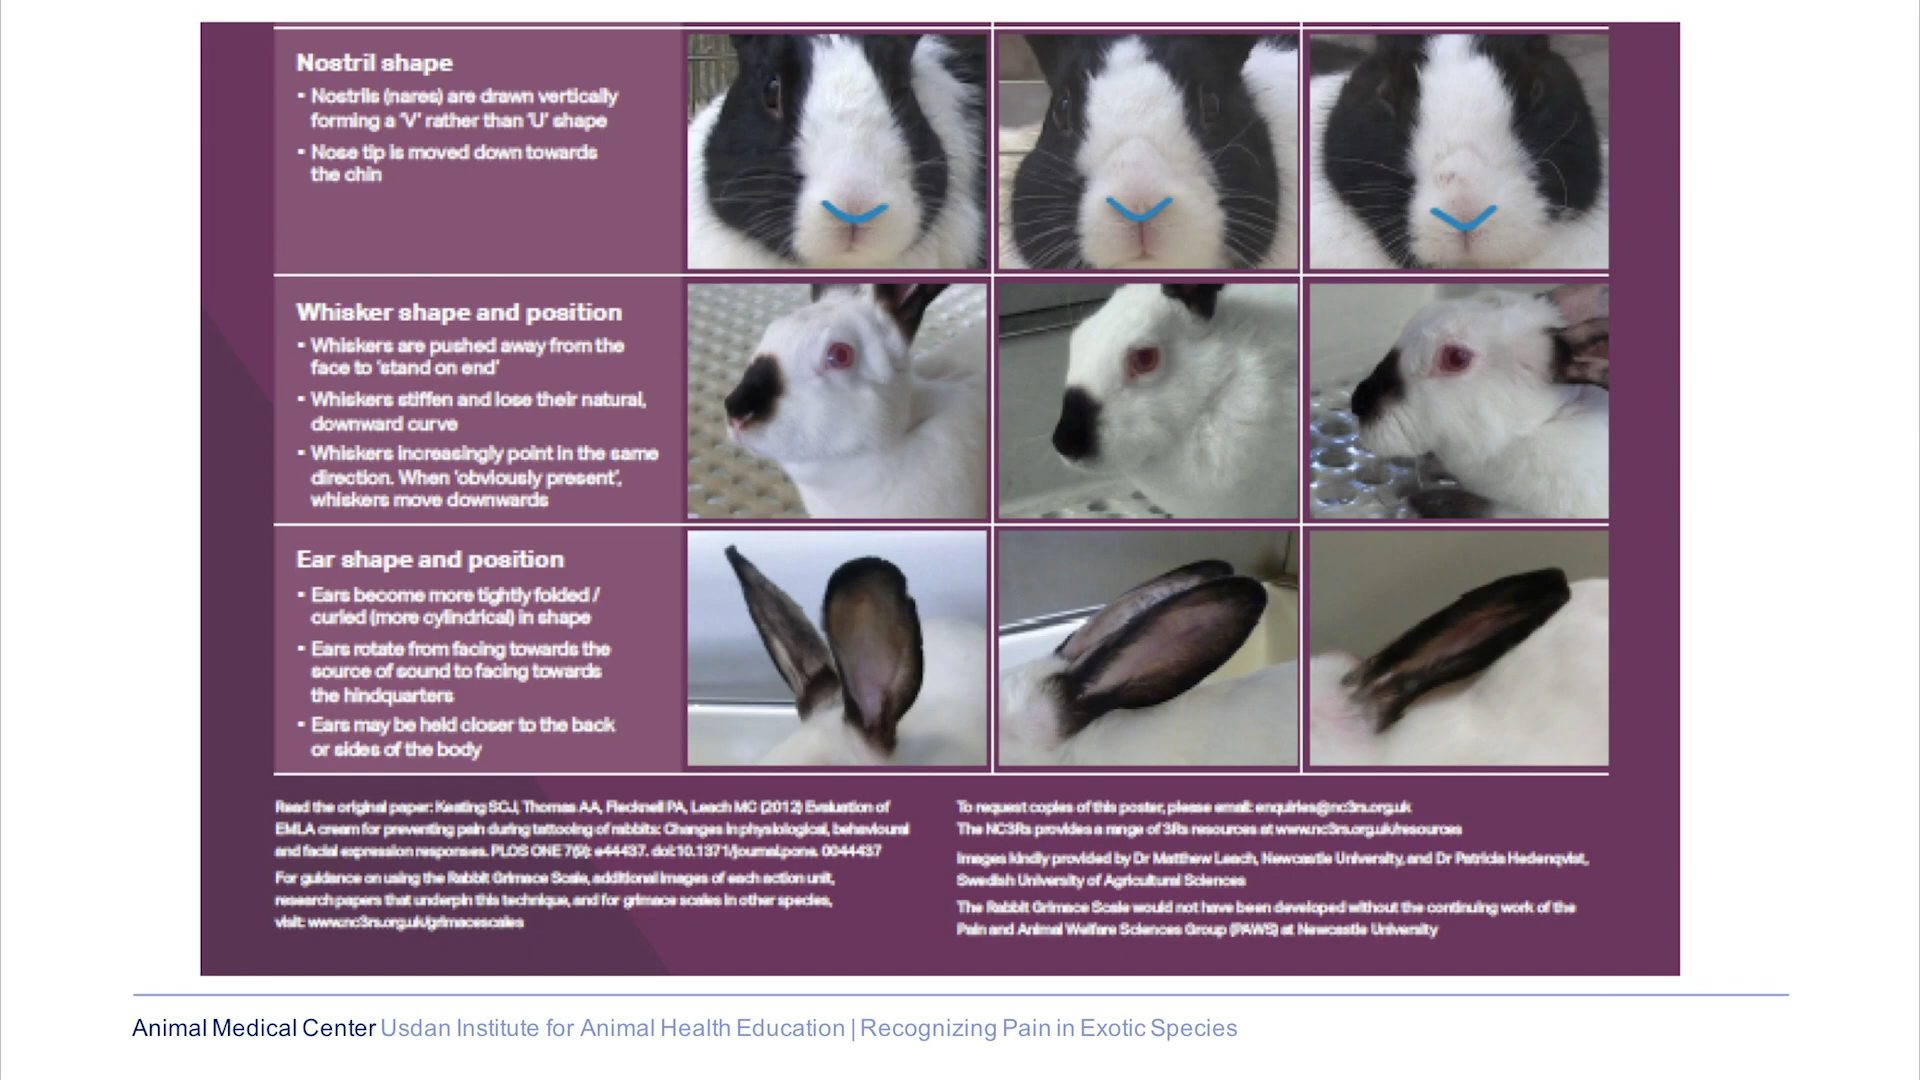 Nostril shape
▪ Nostrils (nares) are drawn vertically
forming a 'V' rather than 'U' shape
▪ Nose tip is moved down towards
the chin
Whisker shape and position
▪ Whiskers are pushed away from the
face to 'stand on end'
▪ Whiskers stiffen and lose their natural,
downward curve
▪ Whiskers increasingly point in the same
direction. When 'obviously present',
whiskers move downwards
Ear shape and position
▪ Ears become more tightly folded /
curled (more cylindrical) in shape
▪ Ears rotate from facing towards the
source of sound to facing towards
the hindquarters
▪ Ears may be held closer to the back
or sides of the body
Read the original paper: Keating SCJ, Thomas AA, Flecknell PA, Leach MC (2012) Evaluation of
EMLA cream for preventing pain during tattooing of rabbits: Changes in physiological, behavioural
and facial expression responses. PLOS ONE 7(9): e44437. doi:10.1371/journal.pone. 0044437
For guidance on using the Rabbit Grimace Scale, additional images of each action unit,
research papers that underpin this technique, and for grimace scales in other species,
visit: www.nc3rs.org.uk/grimacescales
To request copies of this poster, please email: enquiries@nc3rs.org.uk
The NC3Rs provides a range of 3Rs resources at www.nc3rs.org.uk/resources
Images kindly provided by Dr Matthew Leach, Newcastle University, and Dr Patricia Hedenqvist,
Swedish University of Agricultural Sciences
The Rabbit Grimace Scale would not have been developed without the continuing work of the
Pain and Animal Welfare Sciences Group (PAWS) at Newcastle University
Animal Medical Center Usdan Institute for Animal Health Education | Recognizing Pain in Exotic Species